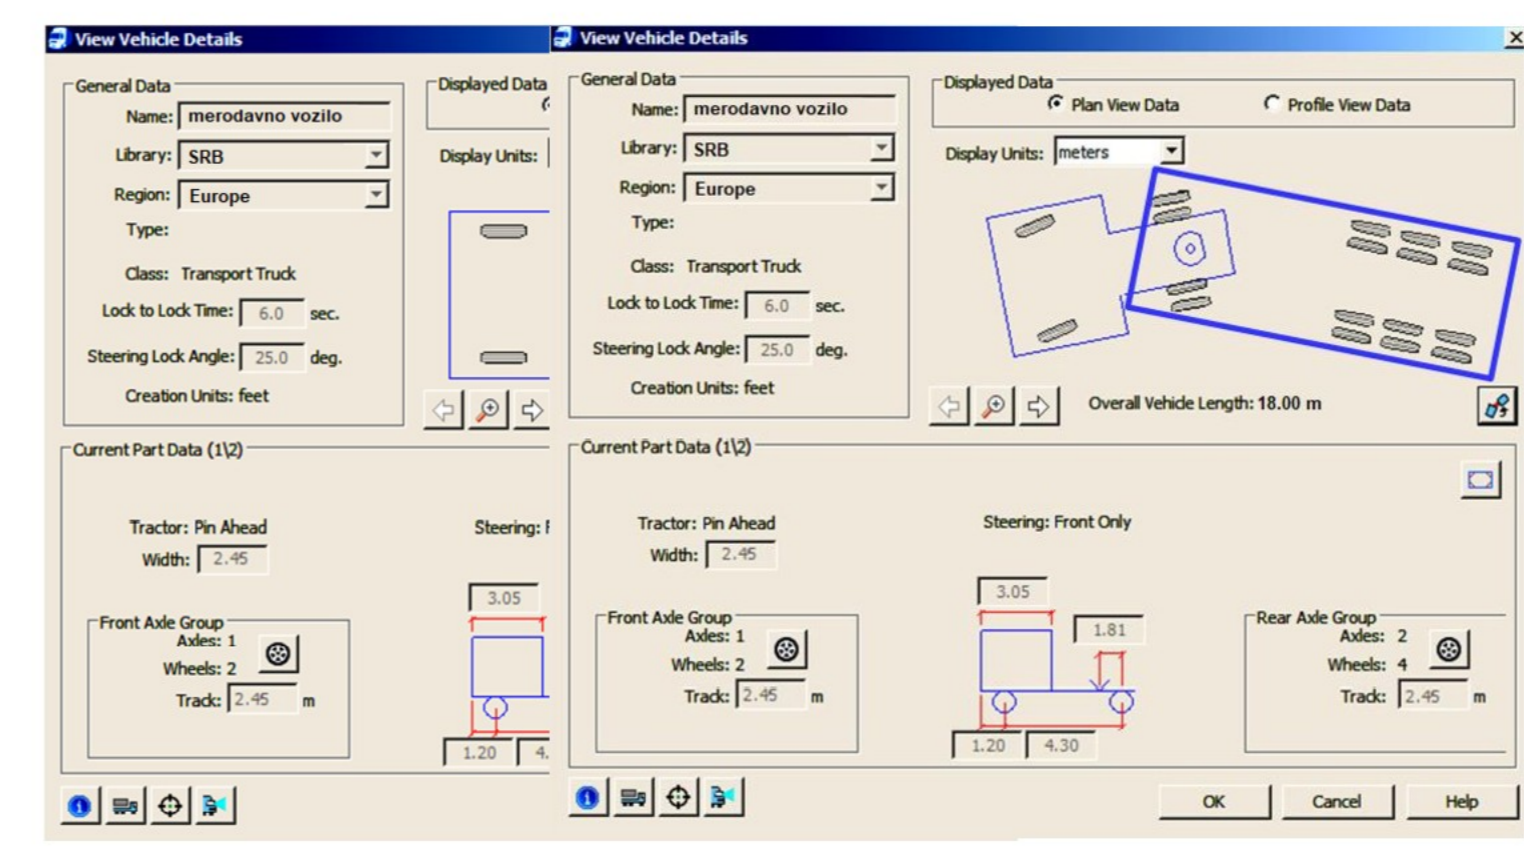 View Vehicle Details
General Data
Name: merodavno vozilo
Library: SRB
Region: Europe
Type:
Class: Transport Truck
Lock to Lock Time: 6.0 sec.
Steering Lock Angle: 25.0 deg.
Creation Units: feet
Displayed Data
Display Units:
Current Part Data (1\2)
Tractor: Pin Ahead
Width: 2.45
Steering:
3.05
Front Axle Group
Axles: 1
Wheels: 2
Track: 2.45 m
1.20 4.
View Vehicle Details
General Data
Name: merodavno vozilo
Library: SRB
Region: Europe
Type:
Class: Transport Truck
Lock to Lock Time: 6.0 sec.
Steering Lock Angle: 25.0 deg.
Creation Units: feet
Displayed Data
Plan View Data Profile View Data
Display Units: meters
Overall Vehicle Length: 18.00 m
Current Part Data (1\2)
Tractor: Pin Ahead
Width: 2.45
Steering: Front Only
3.05
1.81
Front Axle Group
Axles: 1
Wheels: 2
Track: 2.45 m
1.20 4.30
Rear Axle Group
Axles: 2
Wheels: 4
Track: 2.45 m
OK Cancel Help